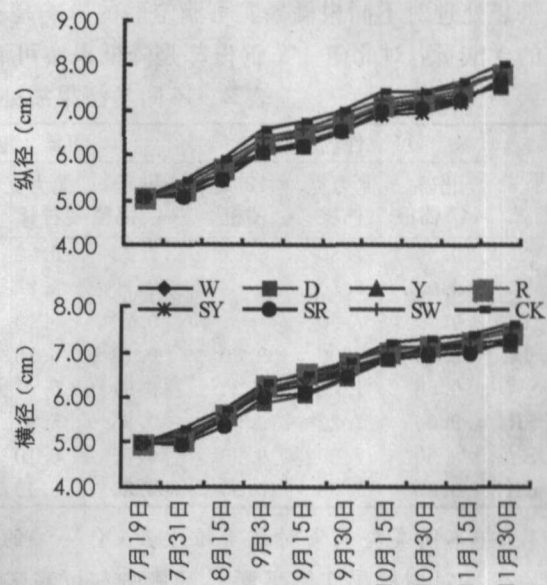 9.00
8.00
7.00
6.00
5.00
4.00
纵径（cm）
W D Y R
SY SR SW CK
8.00
7.00
6.00
5.00
4.00
横径（cm）
7月19日
7月31日
8月15日
9月3日
9月15日
9月30日
10月15日
10月30日
11月15日
11月30日